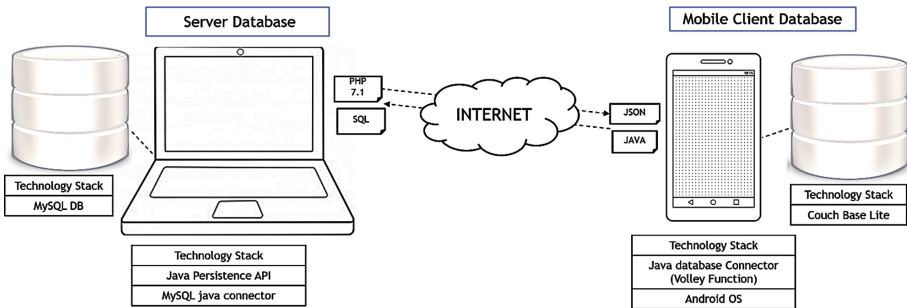 Server Database
Mobile Client Database
PHP
7.1
SQL
INTERNET
JSON
JAVA
Technology Stack
MySQL DB
Technology Stack
Couch Base Lite
Technology Stack
Java Persistence API
MySQL java connector
Technology Stack
Java database Connector
(Volley Function)
Android OS